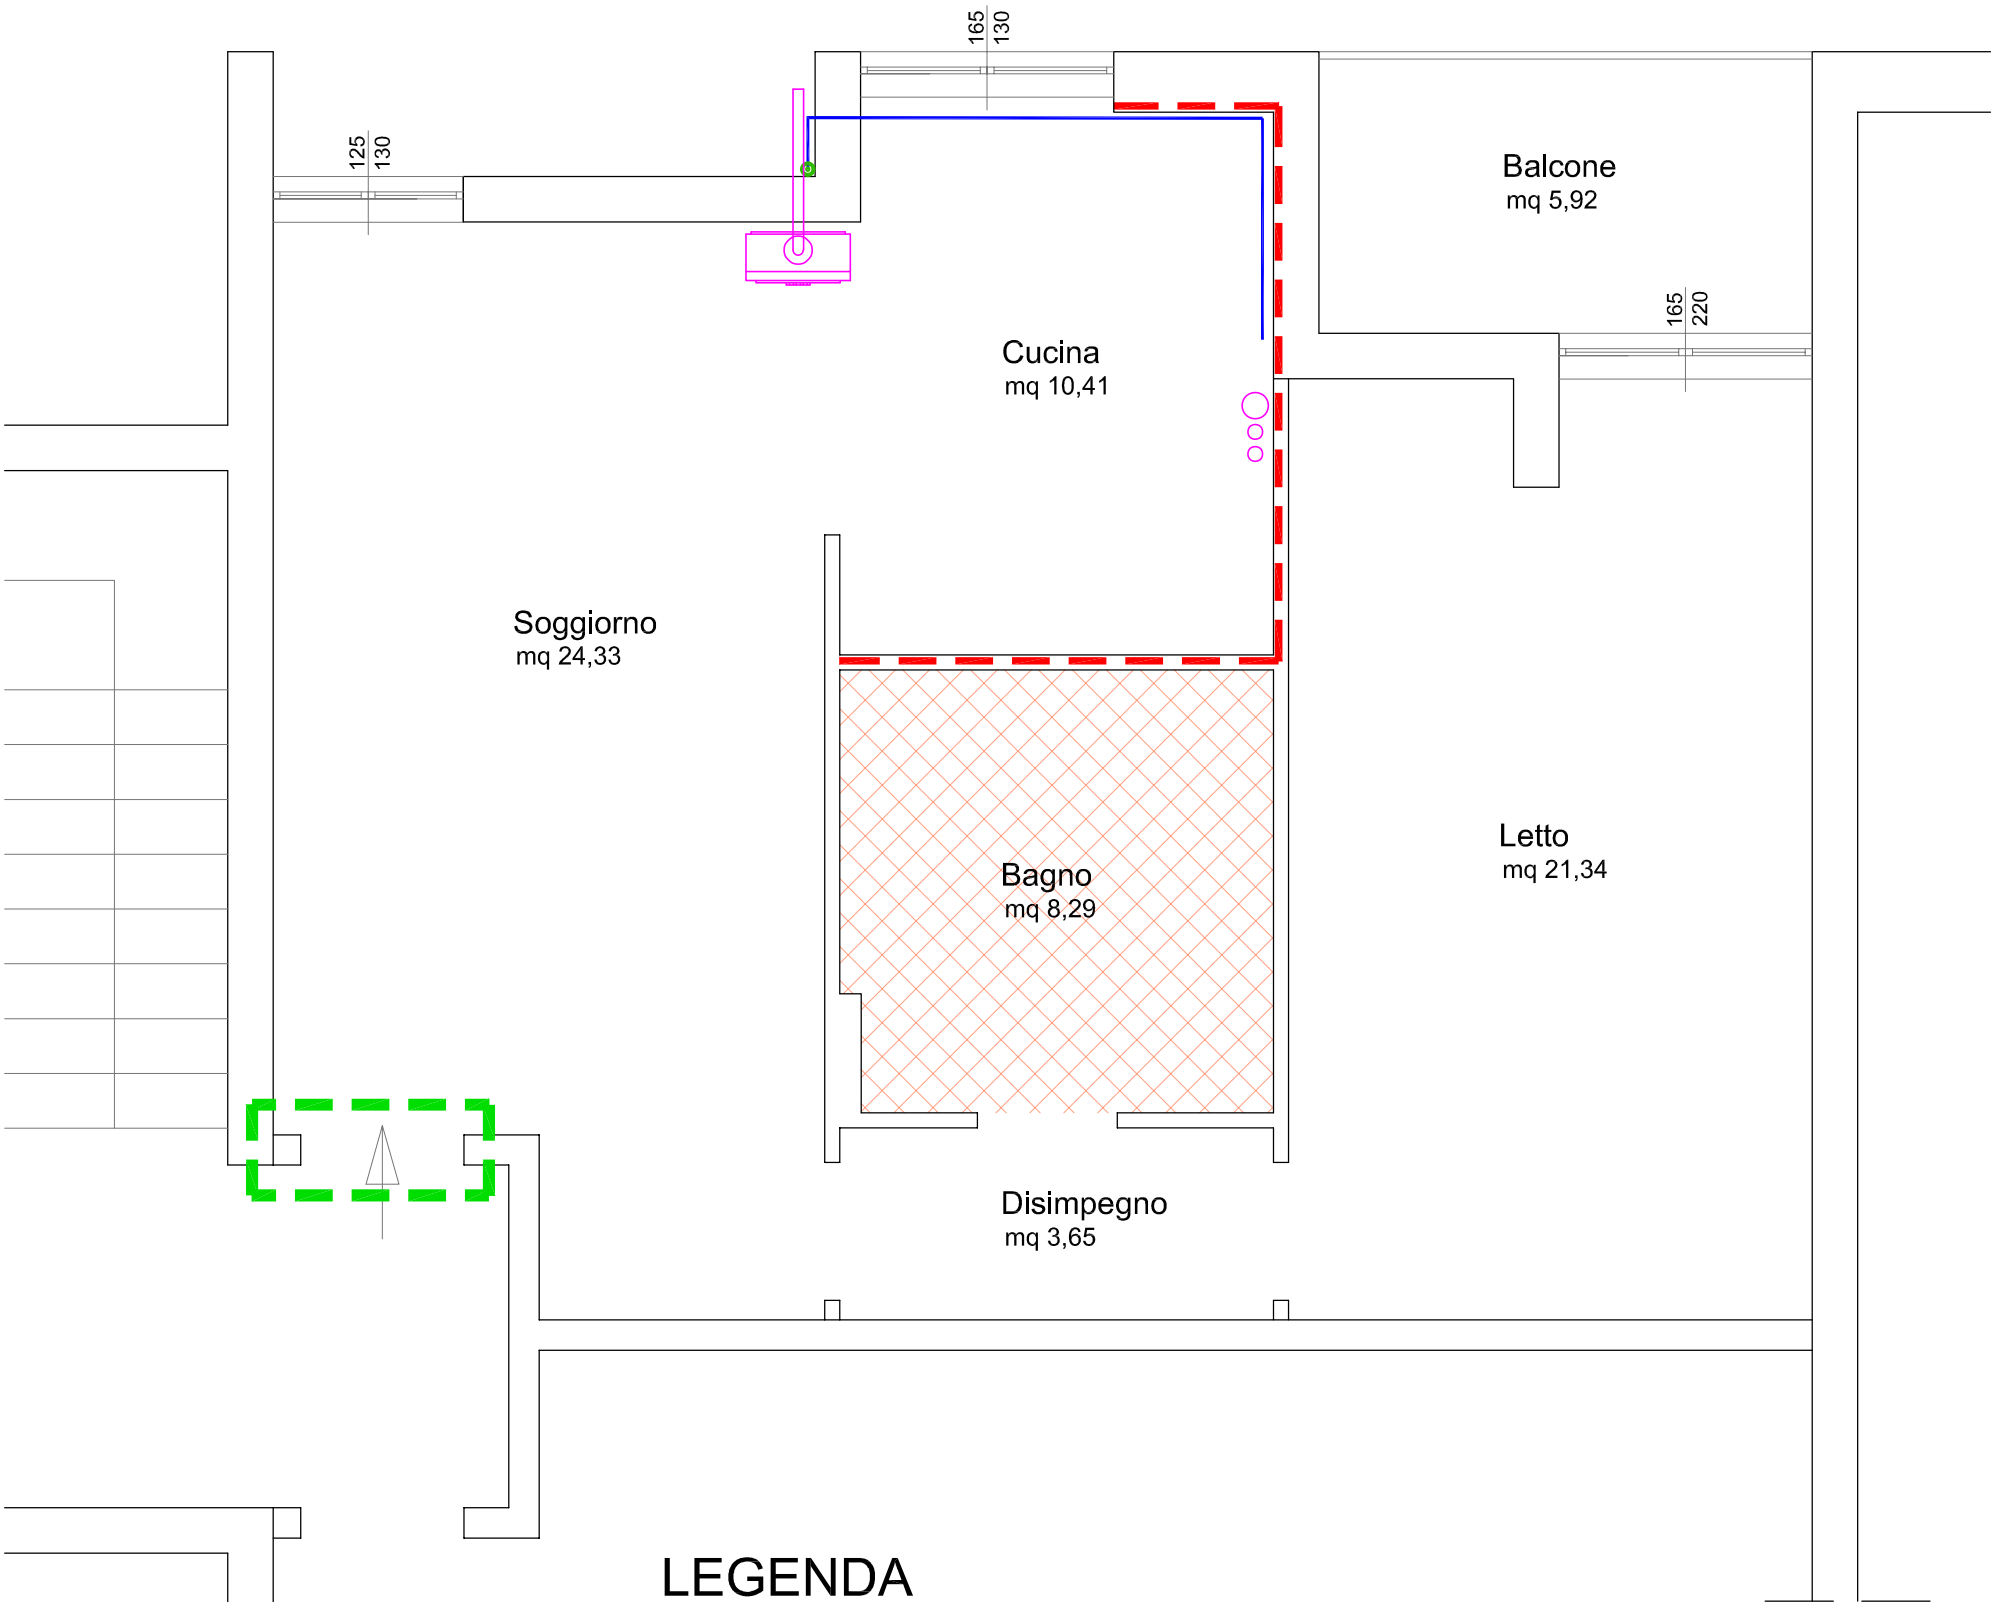 165
130
125
130
Balcone
mq 5,92
165
220
Cucina
mq 10,41
Soggiorno
mq 24,33
Letto
mq 21,34
Bagno
mq 8,29
Disimpegno
mq 3,65
LEGENDA